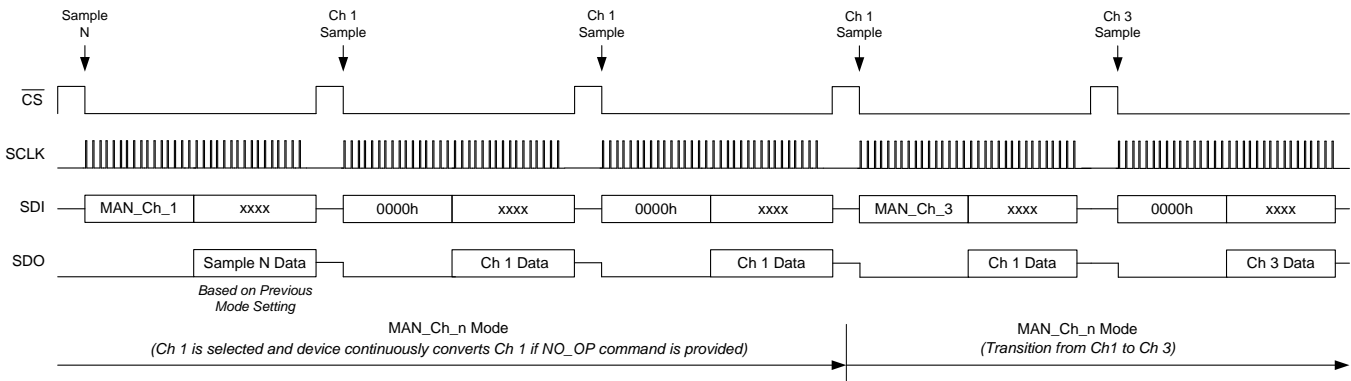 Sample
N
Ch 1
Sample
Ch 1
Sample
Ch 1
Sample
Ch 3
Sample
CS
SCLK
SDI
MAN_Ch_1
xxxx
0000h
xxxx
0000h
xxxx
MAN_Ch_3
xxxx
0000h
xxxx
SDO
Sample N Data
Ch 1 Data
Ch 1 Data
Ch 1 Data
Ch 3 Data
Based on Previous
Mode Setting
MAN_Ch_n Mode
(Ch 1 is selected and device continuously converts Ch 1 if NO_OP command is provided)
MAN_Ch_n Mode
(Transition from Ch1 to Ch 3)